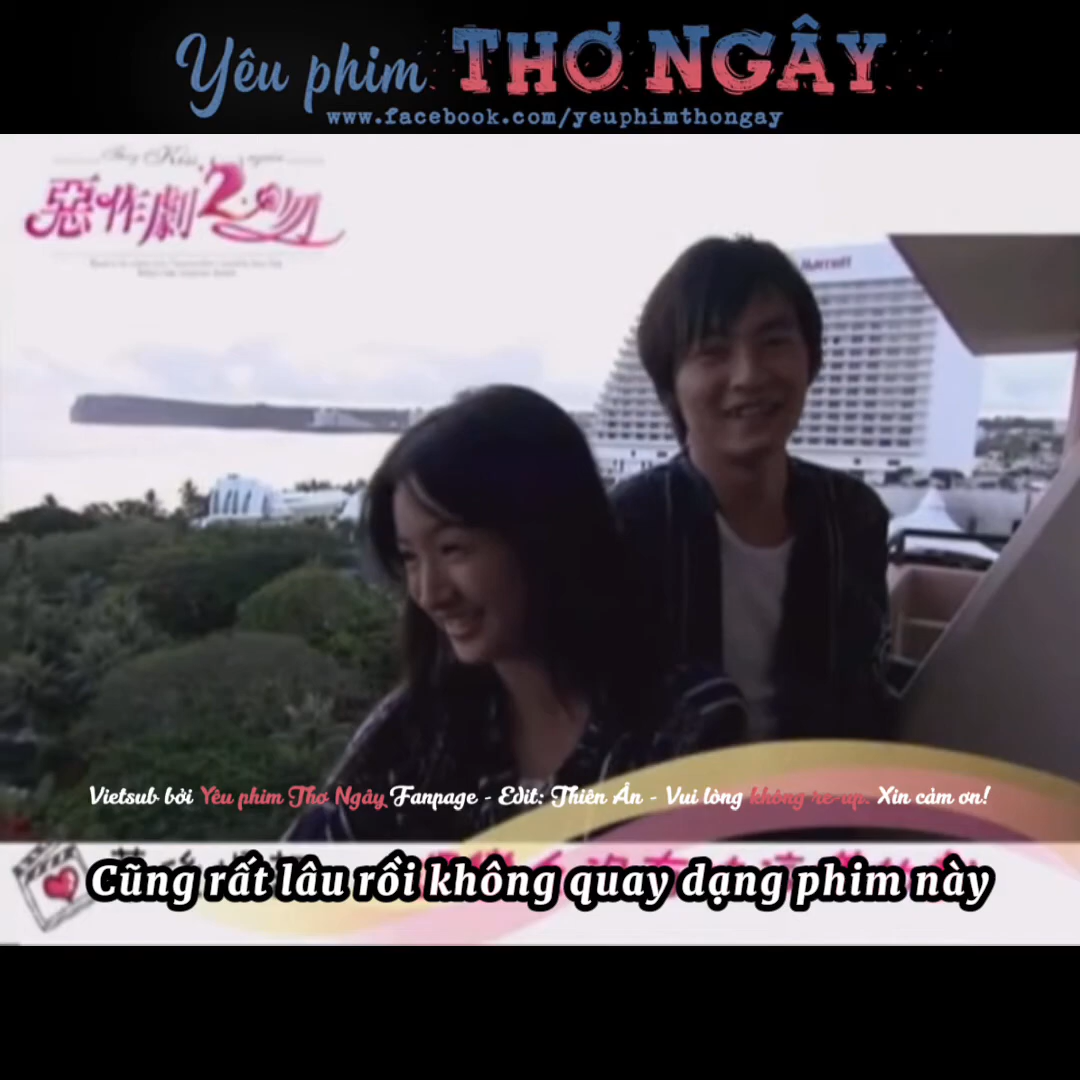 Yêu phim THƠ NGÂY
www.facebook.com/yeuphimthongay
惡作劇2吻
Marriott
Vietsub bởi Yêu phim Thơ Ngây Fanpage - Edit: Thiên Ân - Vui lòng không re-up. Xin cảm ơn!
Cũng rất lâu rồi không quay dạng phim này